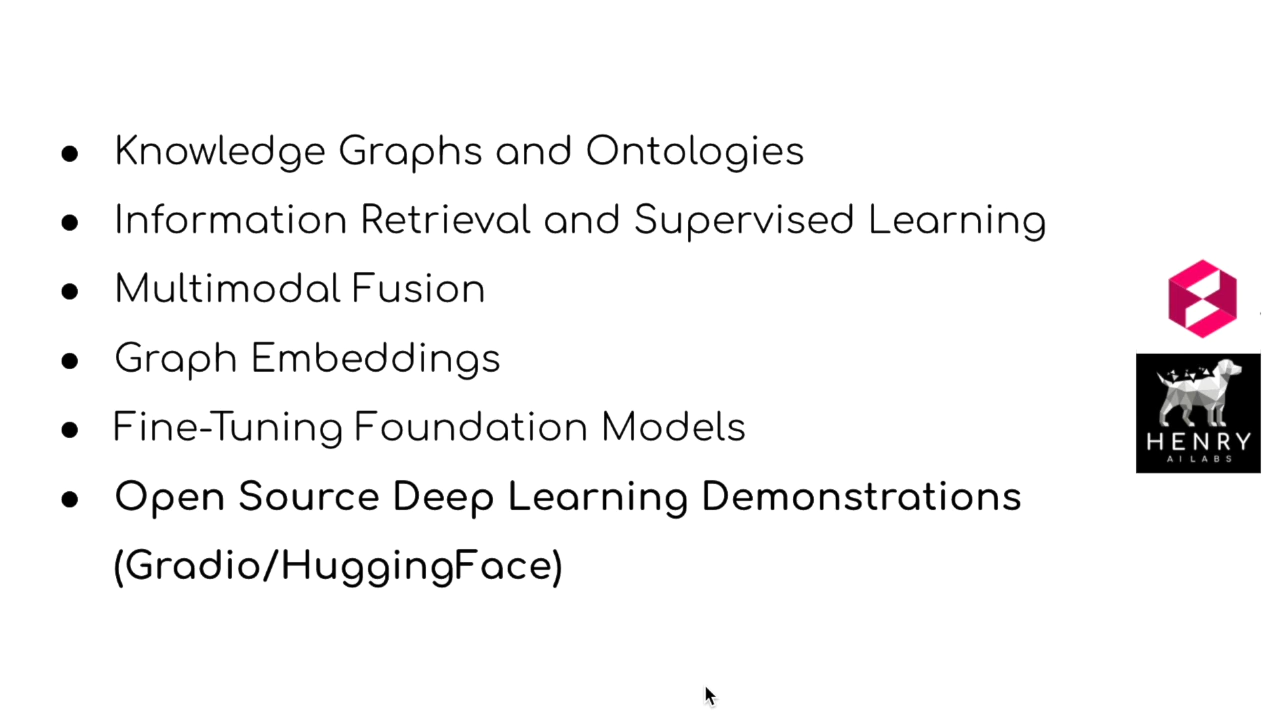 ● Knowledge Graphs and Ontologies
● Information Retrieval and Supervised Learning
● Multimodal Fusion
● Graph Embeddings
● Fine-Tuning Foundation Models
● Open Source Deep Learning Demonstrations
(Gradio/HuggingFace)
HENRY
AI LABS